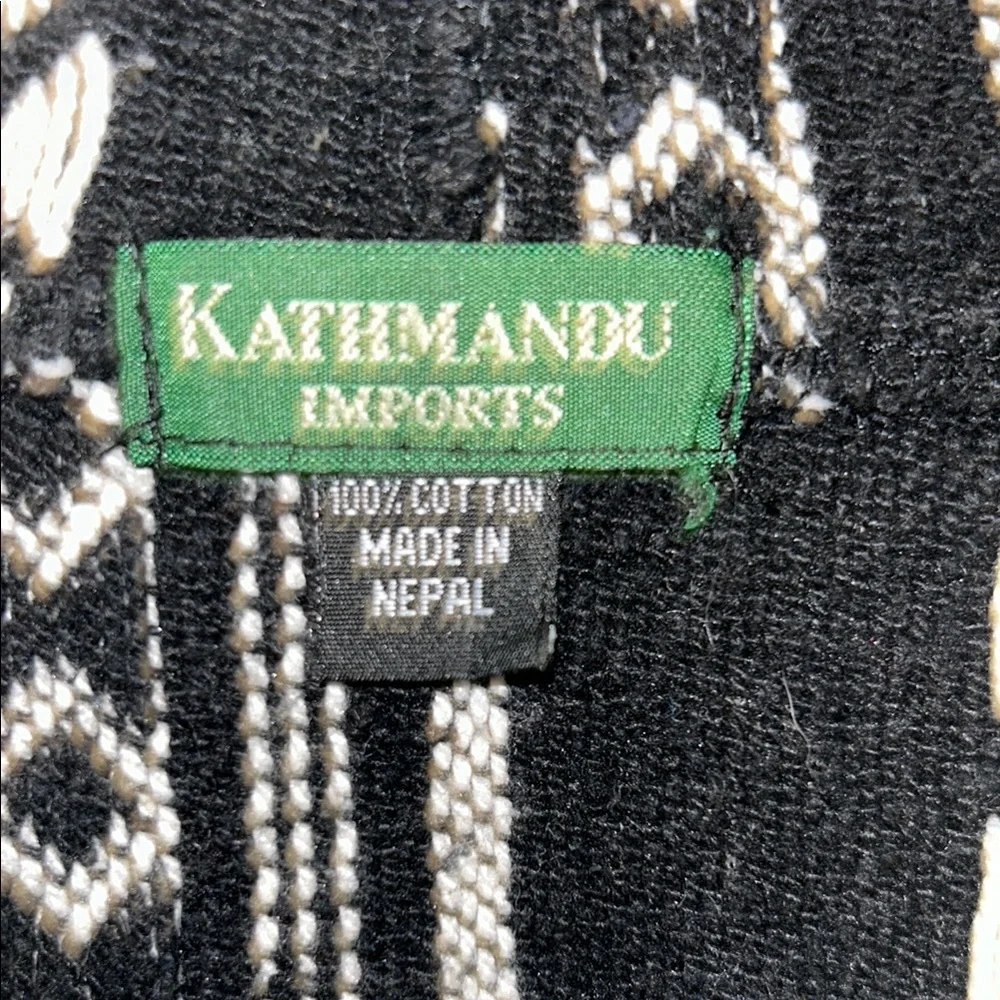 KATHMANDU
IMPORTS
100% COTTON
MADE IN
NEPAL